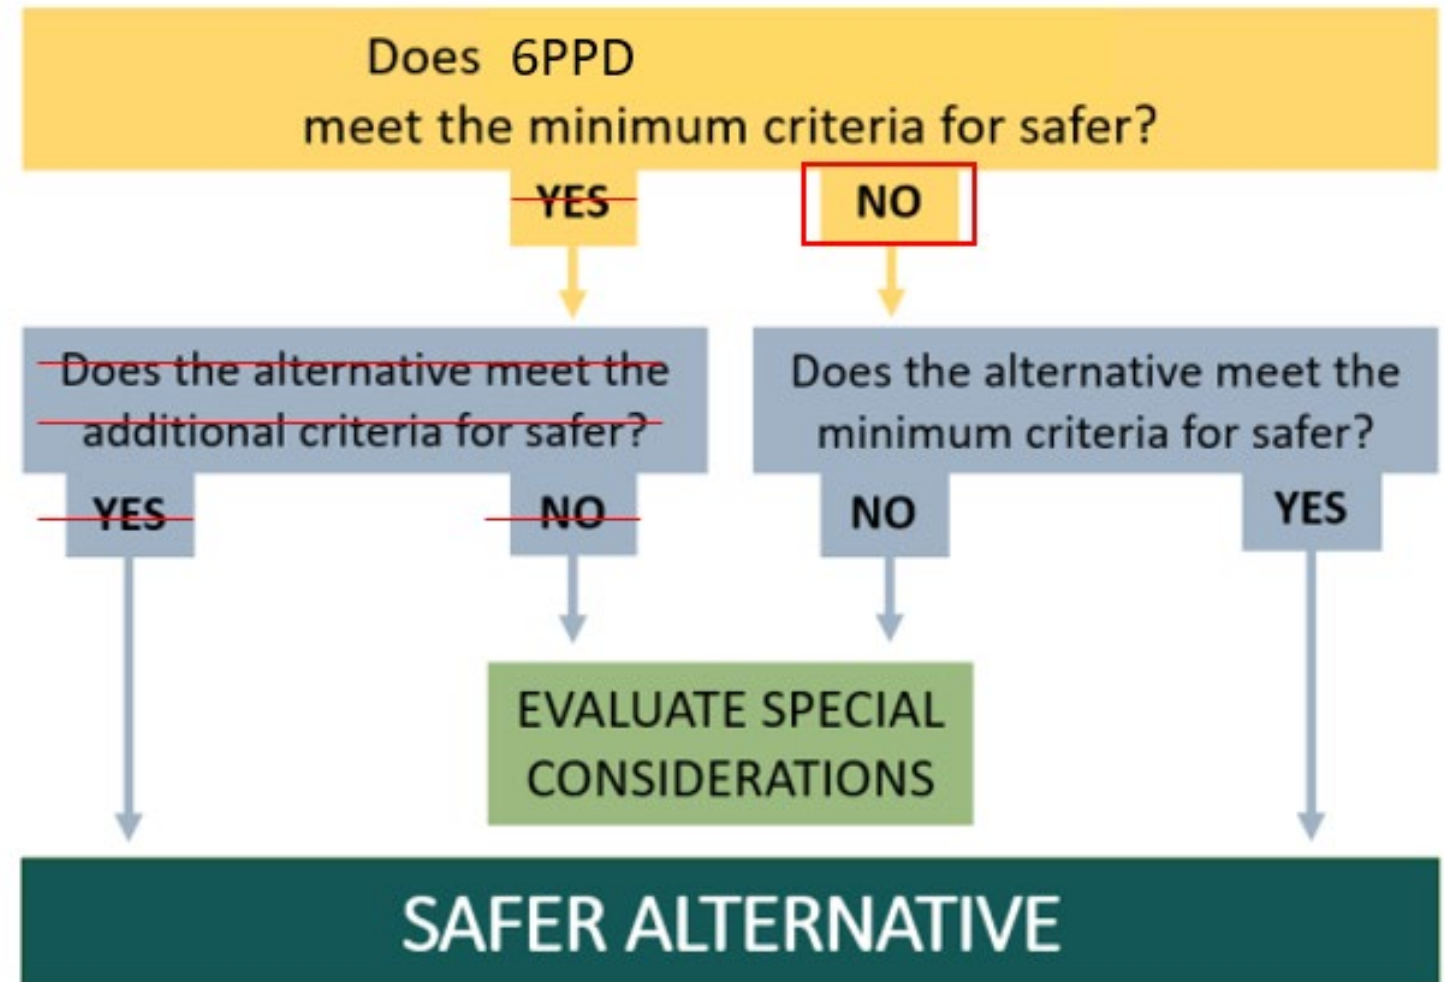 Does 6PPD
meet the minimum criteria for safer?
YES
NO
Does the alternative meet the
additional criteria for safer?
YES
NO
Does the alternative meet the
minimum criteria for safer?
NO
YES
EVALUATE SPECIAL
CONSIDERATIONS
SAFER ALTERNATIVE